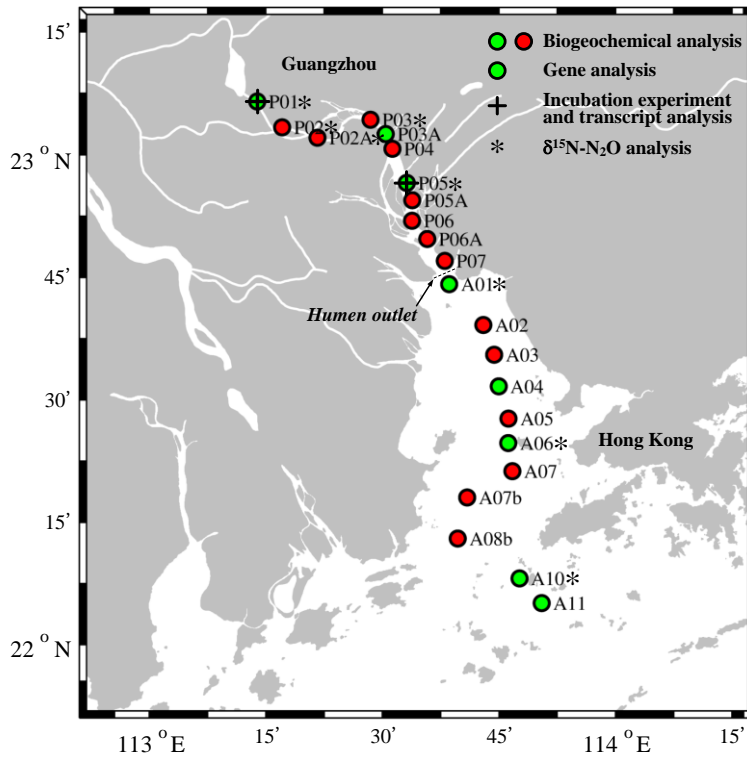 15’
Guangzhou
Biogeochemical analysis
Gene analysis
Incubation experiment
and transcript analysis
* δ¹⁵N-N₂O analysis
P01*
P02*
P02A*
P03*
P03A
P04
23 ° N
P05*
P05A
P06
P06A
P07
45’
A01*
Humen outlet
A02
A03
30’
A04
A05
A06*
Hong Kong
A07
A07b
15’
A08b
A10*
A11
22 ° N
113 ° E
15’
30’
45’
114 ° E
15’